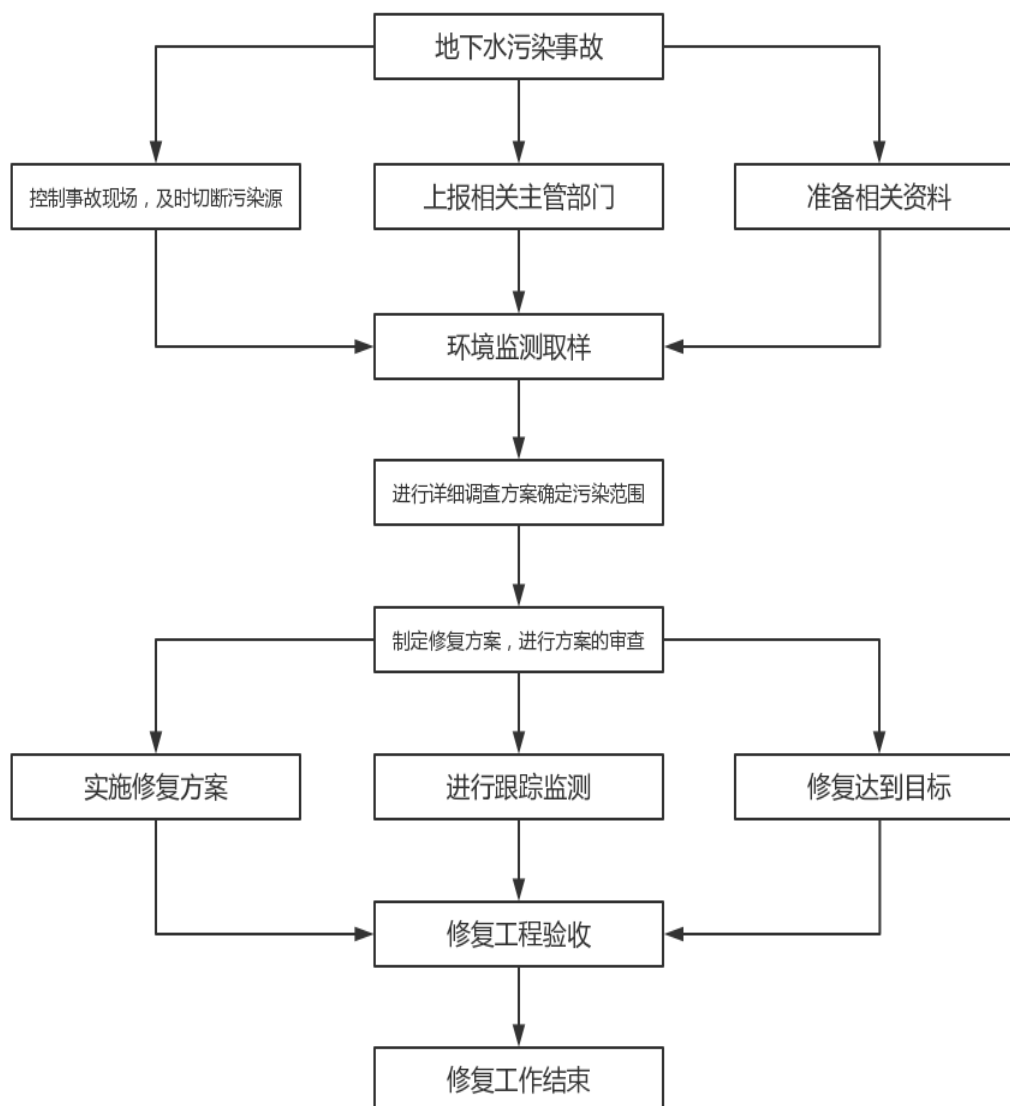 地下水污染事故
控制事故现场，及时切断污染源
上报相关主管部门
准备相关资料
环境监测取样
进行详细调查方案确定污染范围
制定修复方案，进行方案的审查
实施修复方案
进行跟踪监测
修复达到目标
修复工程验收
修复工作结束